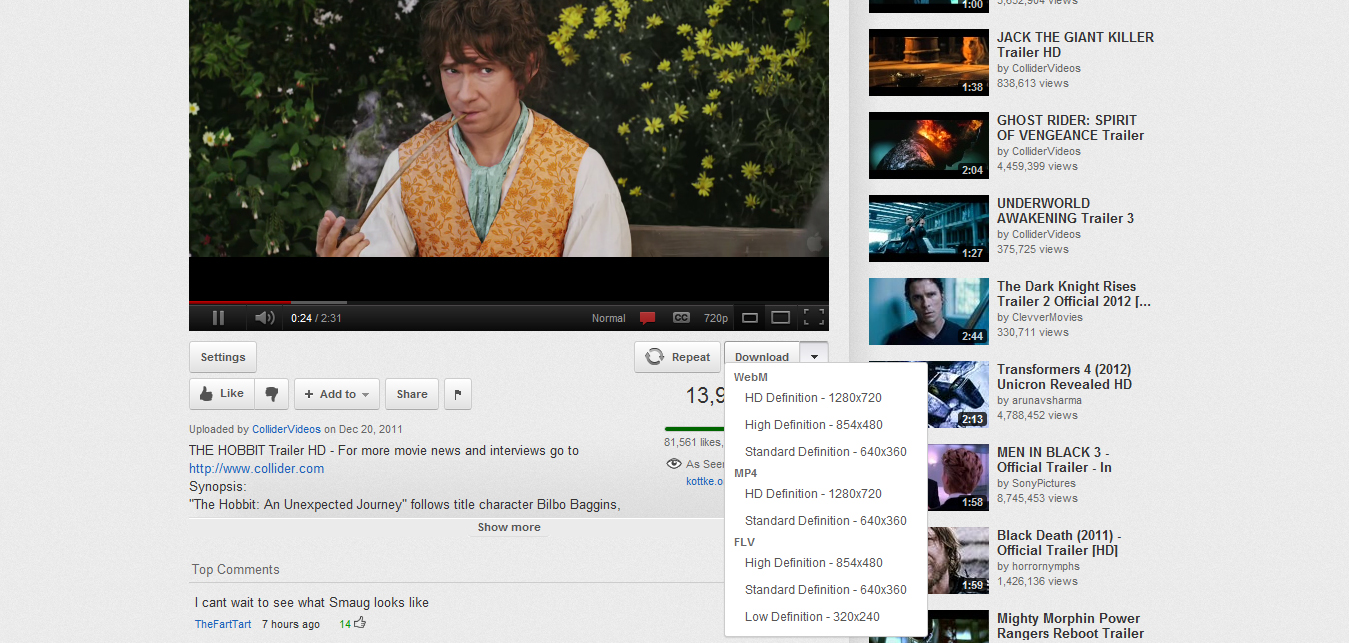 0:24 / 2:31
Normal
CC
720p
Settings
Repeat
Download
Like
Add to
Share
13,9
Uploaded by ColliderVideos on Dec 20, 2011
81,561 likes,
THE HOBBIT Trailer HD - For more movie news and interviews go to
http://www.collider.com
Synopsis:
"The Hobbit: An Unexpected Journey" follows title character Bilbo Baggins,
As See
kottke.o
Show more
WebM
HD Definition - 1280x720
High Definition - 854x480
Standard Definition - 640x360
MP4
HD Definition - 1280x720
Standard Definition - 640x360
FLV
High Definition - 854x480
Standard Definition - 640x360
Low Definition - 320x240
Top Comments
I cant wait to see what Smaug looks like
TheFartTart 7 hours ago 14
1:00
JACK THE GIANT KILLER
Trailer HD
by ColliderVideos
838,613 views
1:38
GHOST RIDER: SPIRIT
OF VENGEANCE Trailer
by ColliderVideos
4,459,399 views
2:04
UNDERWORLD
AWAKENING Trailer 3
by ColliderVideos
375,725 views
1:27
The Dark Knight Rises
Trailer 2 Official 2012 [...
by ClevverMovies
330,711 views
2:44
Transformers 4 (2012)
Unicron Revealed HD
by arunavsharma
4,788,452 views
2:13
MEN IN BLACK 3 -
Official Trailer - In
by SonyPictures
8,745,453 views
1:58
Black Death (2011) -
Official Trailer [HD]
by horrornymphs
1,426,136 views
1:59
Mighty Morphin Power
Rangers Reboot Trailer